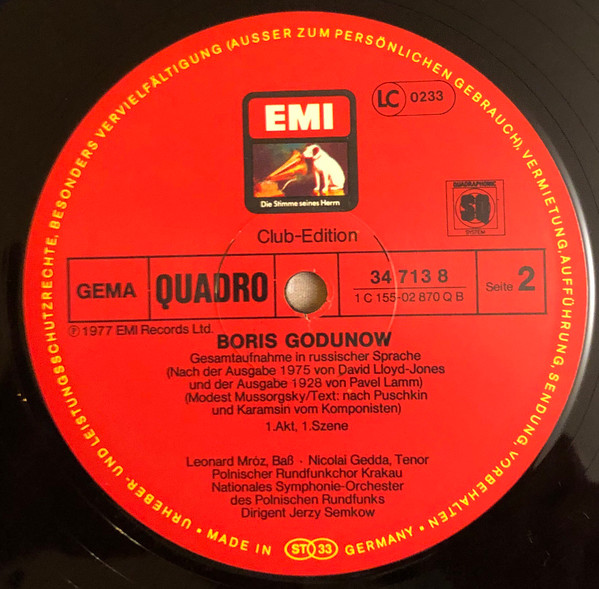 URHEBER- UND LEISTUNGSSCHUTZRECHTE, BESONDERS VERVIELFÄLTIGUNG (AUSSER ZUM PERSÖNLICHEN GEBRAUCH), VERMIETUNG, AUFFÜHRUNG, SENDUNG, VORBEHALTEN
LC 0233
EMI
Die Stimme seines Herrn
QUADRAPHONIC
SQ
SYSTEM
Club-Edition
GEMA
QUADRO
34 713 8
1 C 155-02 870 Q B
Seite 2
Ⓟ 1977 EMI Records Ltd.
BORIS GODUNOW
Gesamtaufnahme in russischer Sprache
(Nach der Ausgabe 1975 von David Lloyd-Jones
und der Ausgabe 1928 von Pavel Lamm)
(Modest Mussorgsky/Text: nach Puschkin
und Karamsin vom Komponisten)
1.Akt, 1.Szene
Leonard Mróz, Baß · Nicolai Gedda, Tenor
Polnischer Rundfunkchor Krakau
Nationales Symphonie-Orchester
des Polnischen Rundfunks
Dirigent Jerzy Semkow
• MADE IN ST 33 GERMANY •